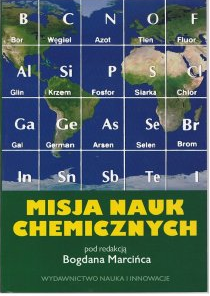 B C N O F
Bor Węgiel Azot Tlen Fluor
Al Si P S Cl
Glin Krzem Fosfor Siarka Chlor
Ga Ge As Se Br
Gal German Arsen Selen Brom
In Sn Sb Te I
MISJA NAUK
CHEMICZNYCH
pod redakcją
Bogdana Marcińca
WYDAWNICTWO NAUKA I INNOWACJE